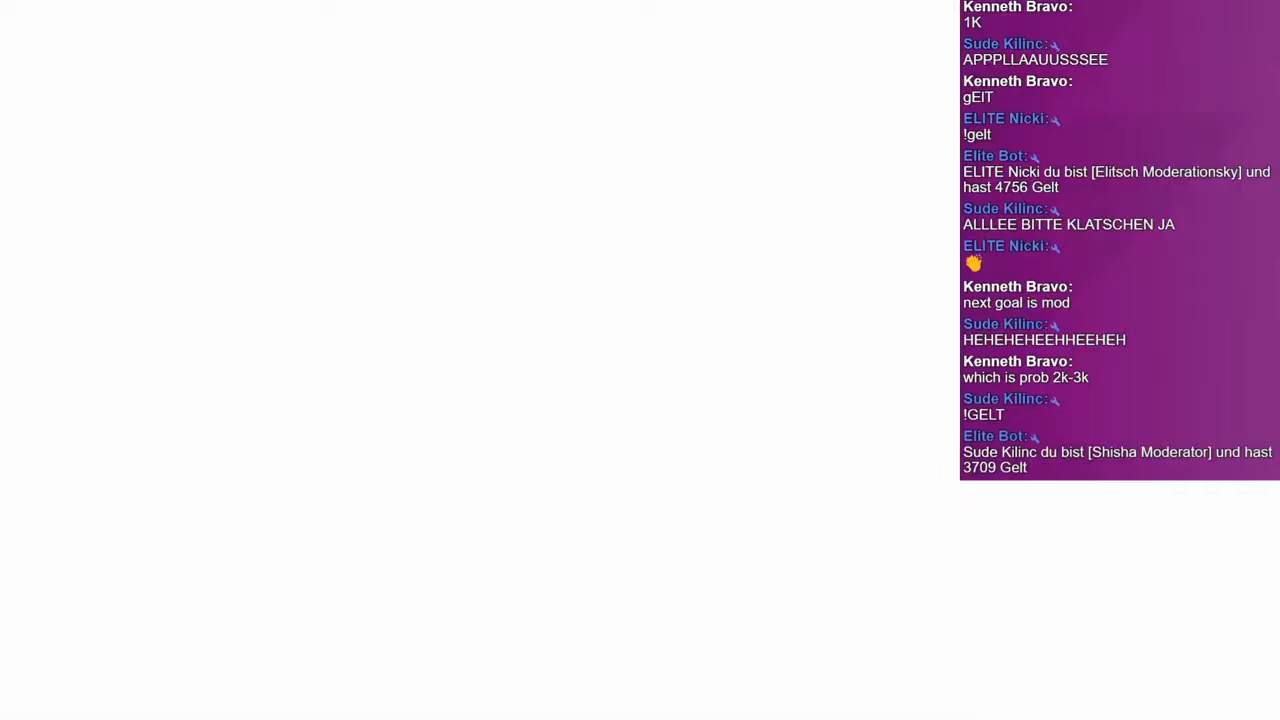 Kenneth Bravo:
1K
Sude Kilinc:
APPPLLAAUUSSSEE
Kenneth Bravo:
gElT
ELITE Nicki:
!gelt
Elite Bot:
ELITE Nicki du bist [Elitsch Moderationsky] und
hast 4756 Gelt
Sude Kilinc:
ALLLEE BITTE KLATSCHEN JA
ELITE Nicki:
👏
Kenneth Bravo:
next goal is mod
Sude Kilinc:
HEHEHEHEEHHEEHEH
Kenneth Bravo:
which is prob 2k-3k
Sude Kilinc:
!GELT
Elite Bot:
Sude Kilinc du bist [Shisha Moderator] und hast
3709 Gelt